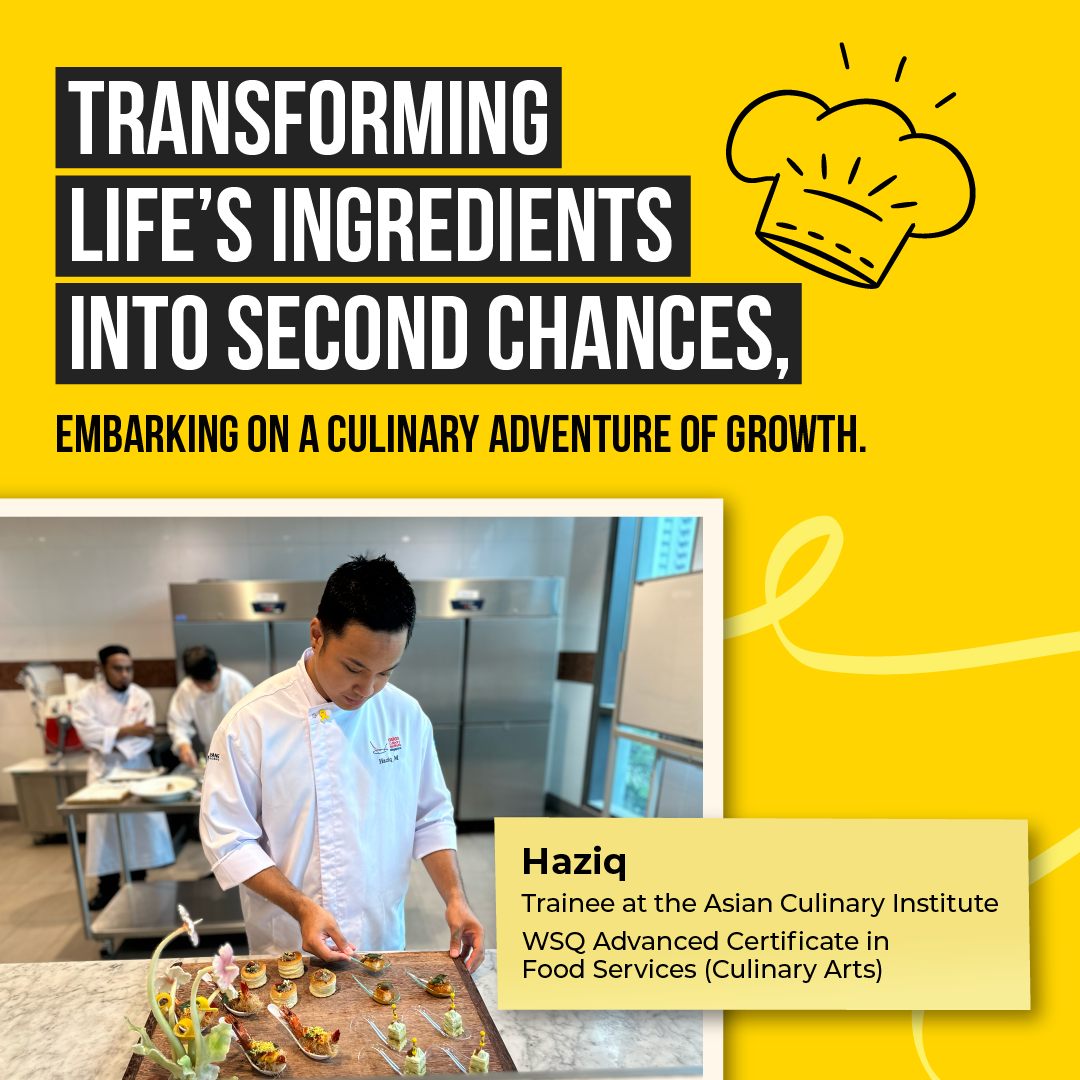 TRANSFORMING
LIFE’S INGREDIENTS
INTO SECOND CHANCES,
EMBARKING ON A CULINARY ADVENTURE OF GROWTH.
Haziq M
Haziq
Trainee at the Asian Culinary Institute
WSQ Advanced Certificate in
Food Services (Culinary Arts)